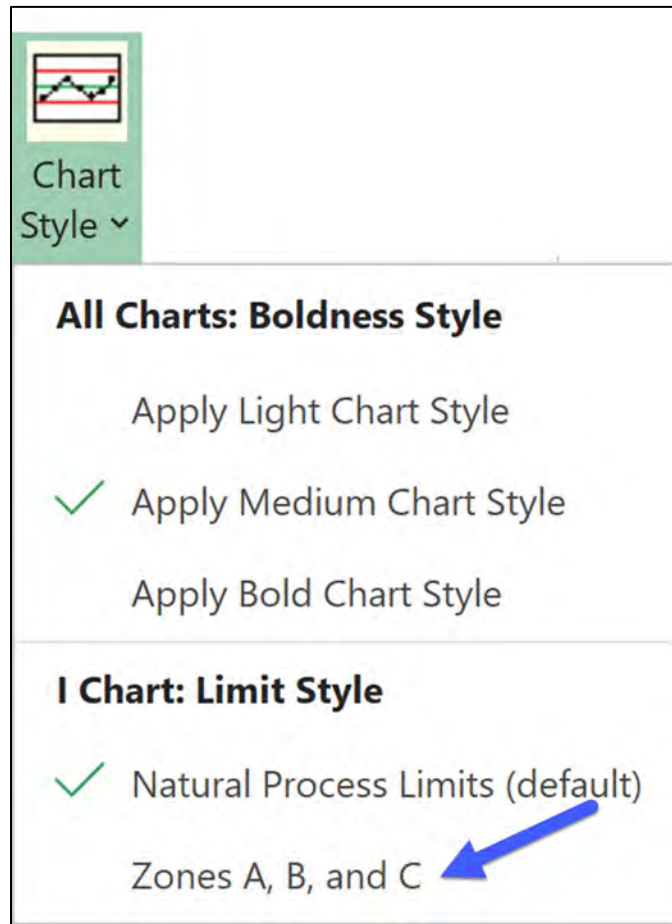 Chart
Style
All Charts: Boldness Style
Apply Light Chart Style
Apply Medium Chart Style
Apply Bold Chart Style
I Chart: Limit Style
Natural Process Limits (default)
Zones A, B, and C